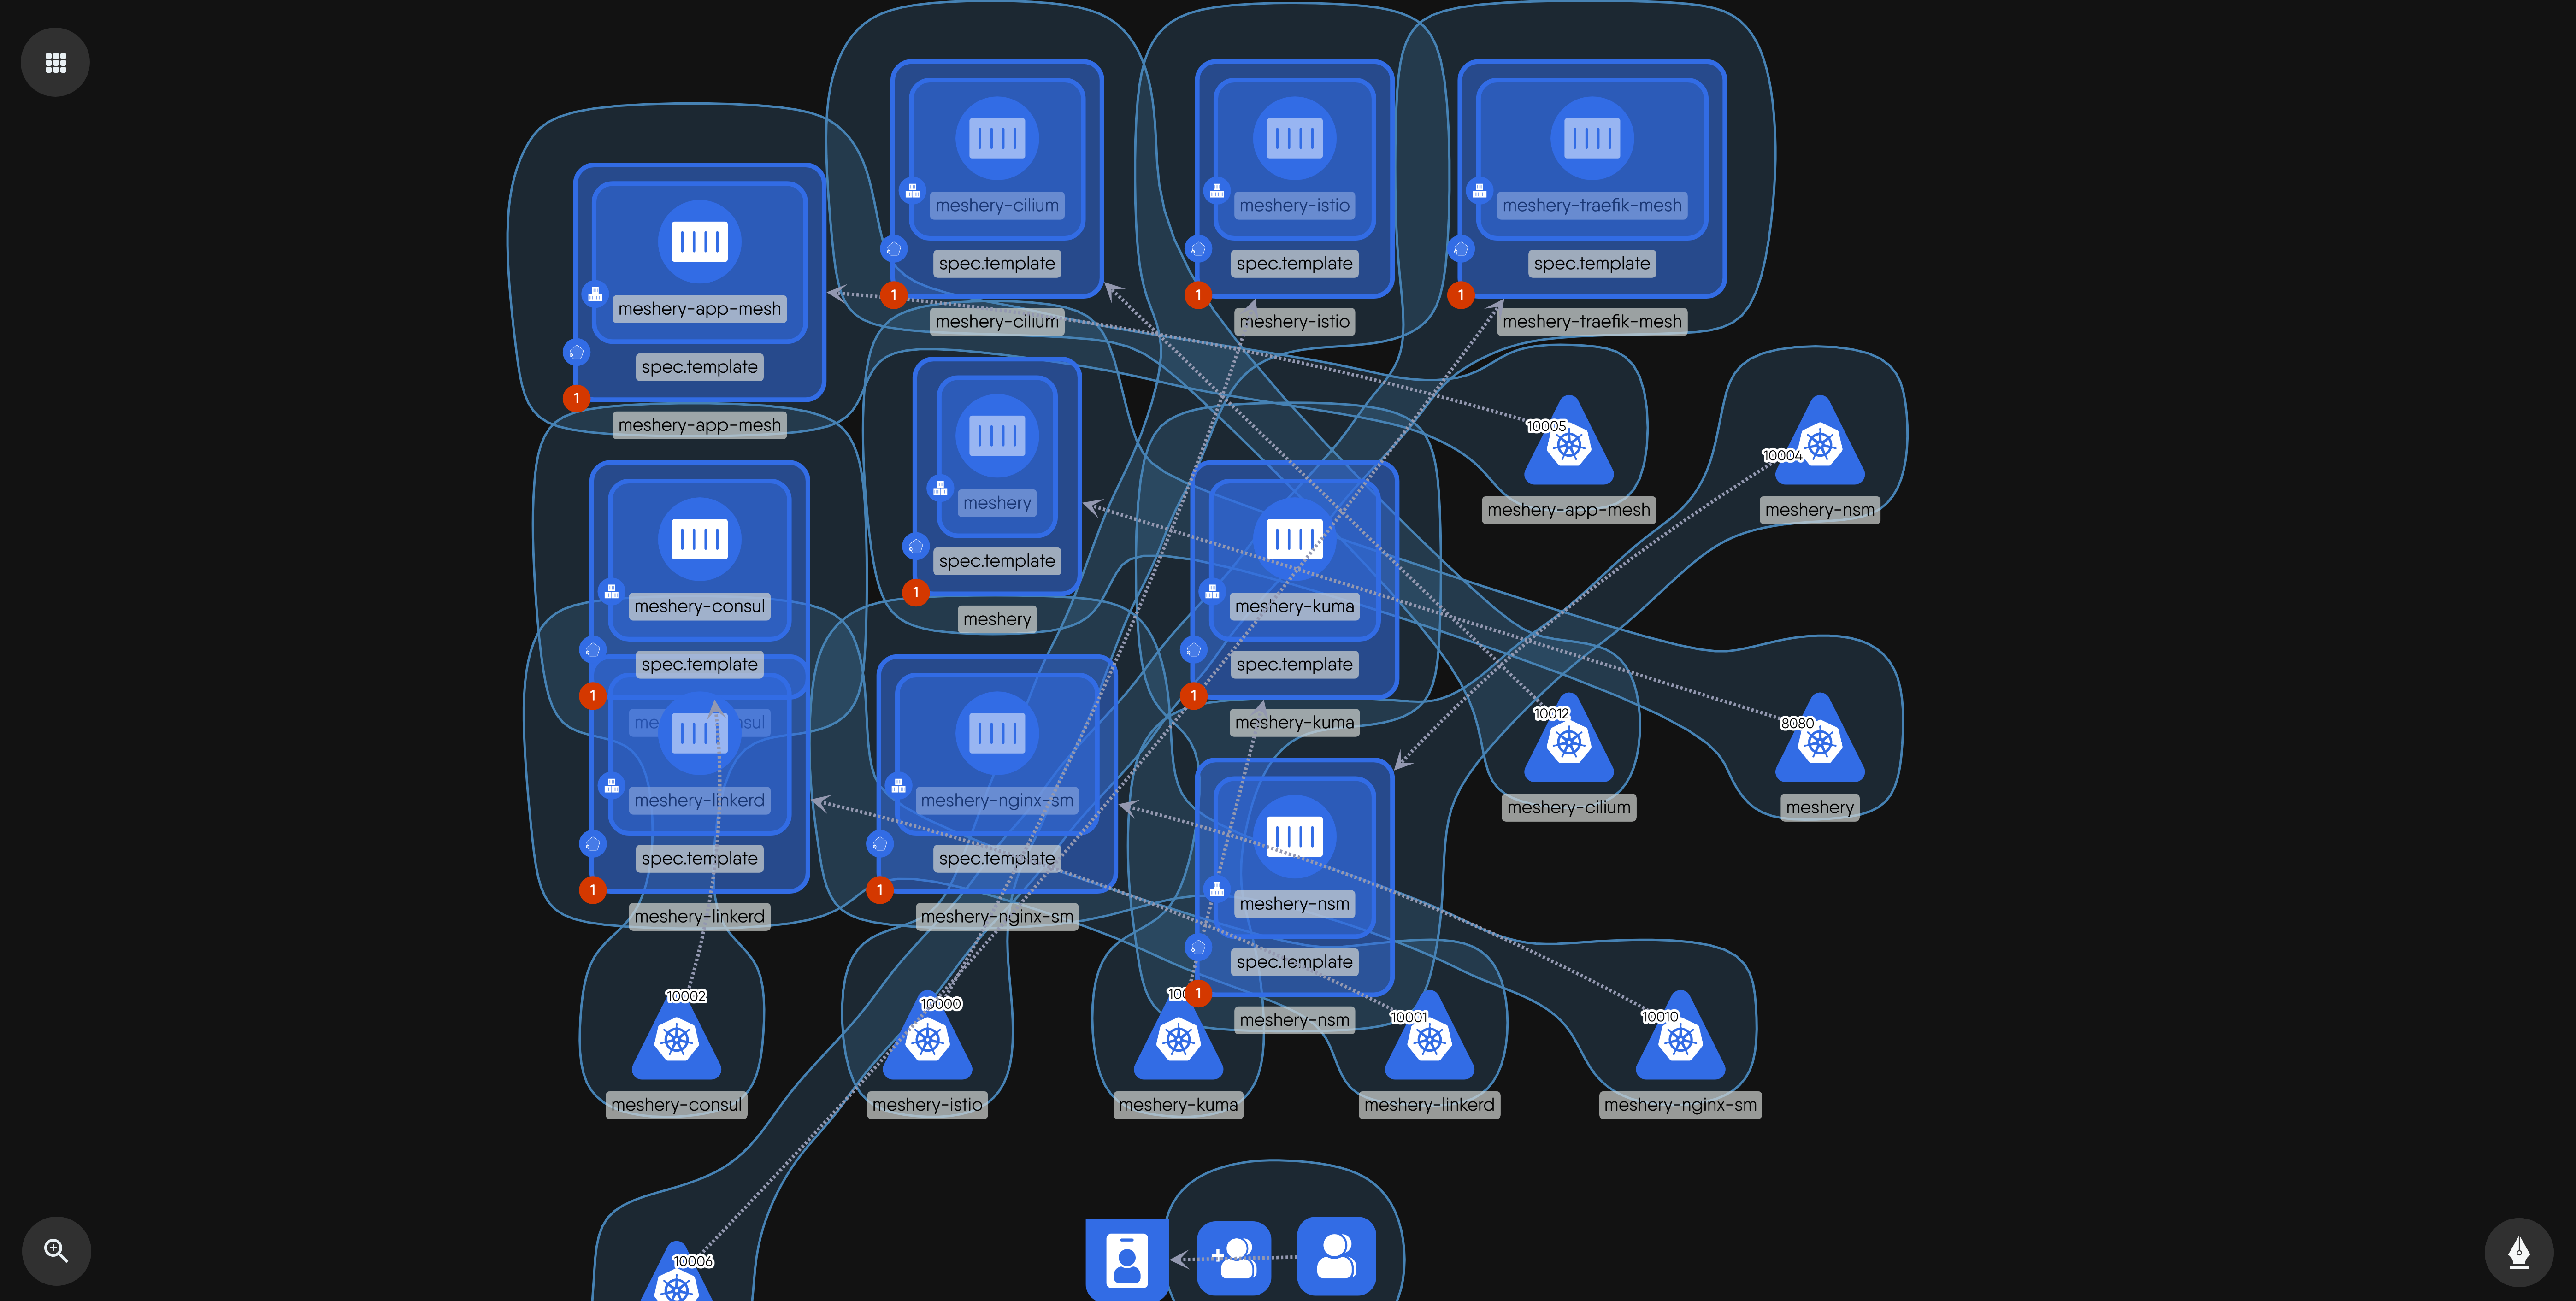 meshery-cilium
spec.template
1
meshery-cilium
meshery-istio
spec.template
1
meshery-istio
meshery-traefik-mesh
spec.template
1
meshery-traefik-mesh
meshery-app-mesh
spec.template
1
meshery-app-mesh
meshery
spec.template
1
meshery
10005
meshery-app-mesh
10004
meshery-nsm
meshery-consul
spec.template
1
meshery-linkerd
spec.template
1
meshery-linkerd
meshery-nginx-sm
spec.template
1
meshery-nginx-sm
meshery-kuma
spec.template
1
meshery-kuma
10012
meshery-cilium
8080
meshery
meshery-nsm
spec.template
1
meshery-nsm
10002
meshery-consul
10000
meshery-istio
meshery-kuma
10001
meshery-linkerd
10010
meshery-nginx-sm
10006